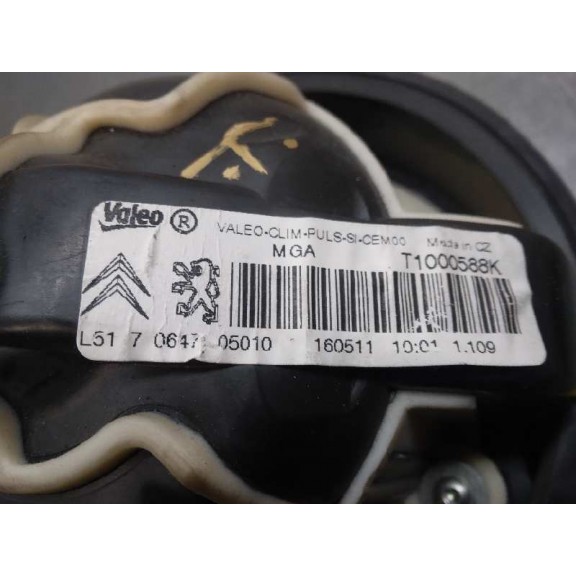 Valeo ® VALEO-CLIM-PULS-SI-CEM00 Made in CZ
MGA T1000588K
L51 7 0647 05010 160511 10:01 1.109